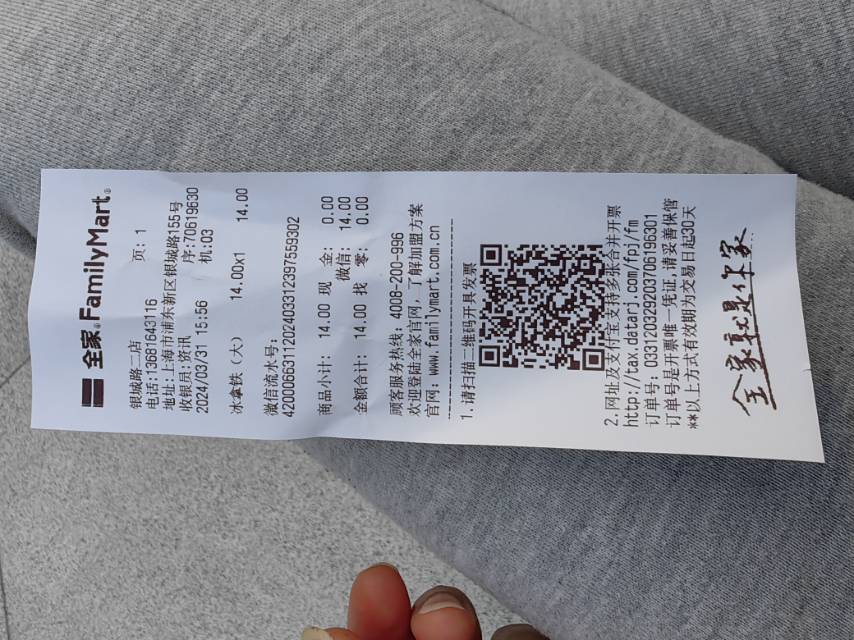 全家 FamilyMart
银城路二店 页: 1
电话:13681643116
地址:上海市浦东新区银城路155号
收银员:资讯 序:70619630
2024/03/31 15:56 机:03
冰拿铁（大） 14.00x1 14.00
微信流水号:
4200066311202403312397559302
商品小计: 14.00 现 金: 0.00
微信: 14.00
金额合计: 14.00 找 零: 0.00
顾客服务热线: 4008-200-996
欢迎登陆全家官网, 了解加盟方案
官网: www.familymart.com.cn
1.请扫描二维码开具发票
2.网址及支付宝支持多张合并开票
http://tax.datarj.com/fpj/fm
订单号: 03312032920370619630​1
订单号是开票唯一凭证,请妥善保管
**以上方式有效期为交易日起30天
全家就是你家